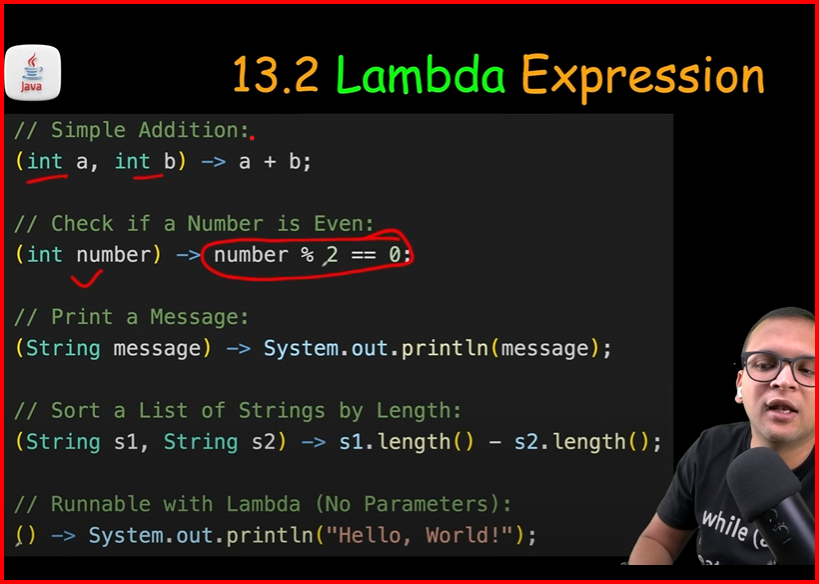 Java
13.2 Lambda Expression
// Simple Addition:
(int a, int b) -> a + b;
// Check if a Number is Even:
(int number) -> number % 2 == 0;
// Print a Message:
(String message) -> System.out.println(message);
// Sort a List of Strings by Length:
(String s1, String s2) -> s1.length() - s2.length();
// Runnable with Lambda (No Parameters):
() -> System.out.println("Hello, World!");
while (